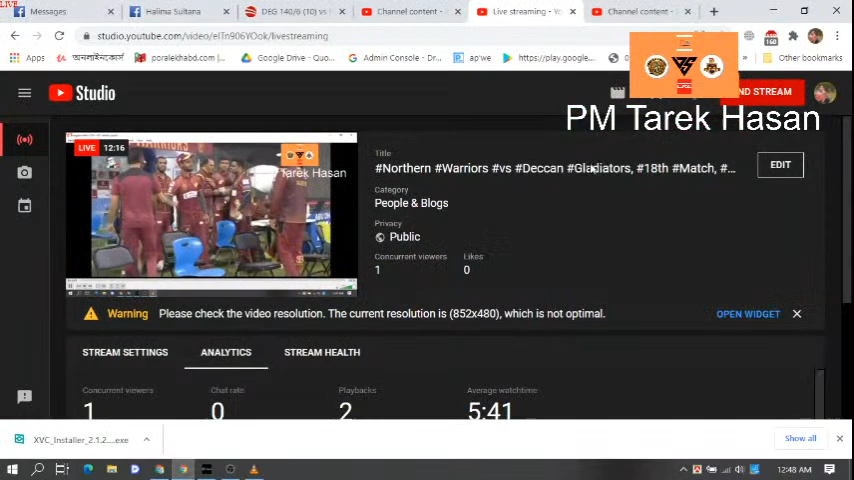 LIVE
Messages
Halima Sultana
DEG 140/6 (10) vs
Channel content -
Live streaming - Yo
Channel content -
studio.youtube.com/video/eITn906YOok/livestreaming
160
Apps
অনলাইনকোর্স
poralekhabd.com/w...
Google Drive - Quo...
Admin Console - Dr...
ap'we
https://play.google...
»
Other bookmarks
Studio
END STREAM
PM Tarek Hasan
LIVE 12:16
Tarek Hasan
Title
#Northern #Warriors #vs #Deccan #Gladiators, #18th #Match, #...
EDIT
Category
People & Blogs
Privacy
Public
Concurrent viewers
Likes
1
0
Warning Please check the video resolution. The current resolution is (852x480), which is not optimal.
OPEN WIDGET
STREAM SETTINGS
ANALYTICS
STREAM HEALTH
Concurrent viewers
Chat rate
Playbacks
Average watchtime
1
0
2
5:41
XVC_Installer_2.1.2....exe
Show all
12:48 AM